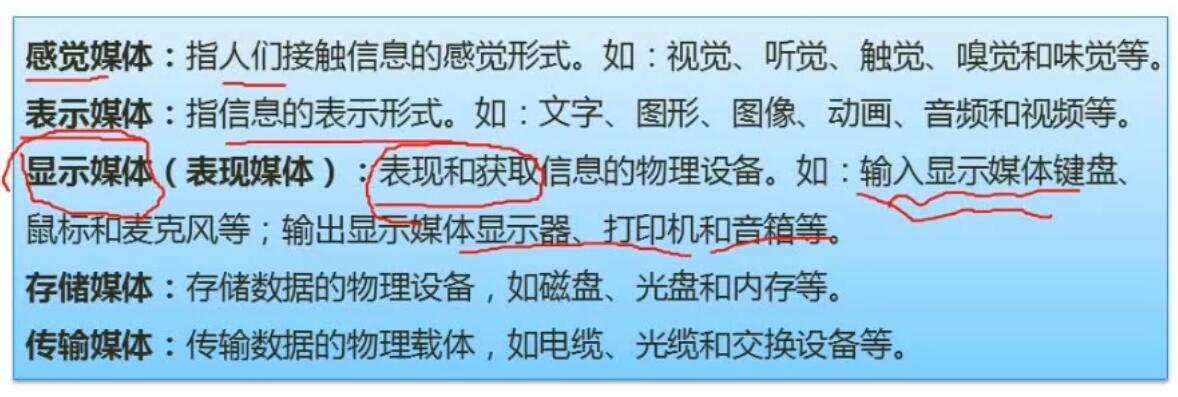 感觉媒体：指人们接触信息的感觉形式。如：视觉、听觉、触觉、嗅觉和味觉等。
表示媒体：指信息的表示形式。如：文字、图形、图像、动画、音频和视频等。
显示媒体（表现媒体）：表现和获取信息的物理设备。如：输入显示媒体键盘、
鼠标和麦克风等；输出显示媒体显示器、打印机和音箱等。
存储媒体：存储数据的物理设备，如磁盘、光盘和内存等。
传输媒体：传输数据的物理载体，如电缆、光缆和交换设备等。